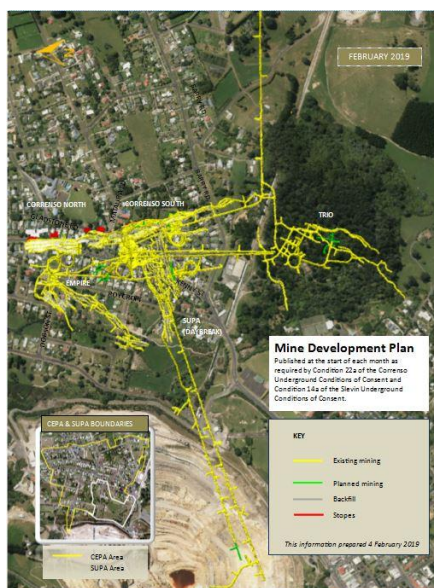 FEBRUARY 2019
CORRENSO NORTH
CORRENSO SOUTH
TRIO
EMPIRE
SUPA
(DAYBREAK)
Mine Development Plan
Published at the start of each month as
required by Condition 22a of the Correnso
Underground Conditions of Consent and
Condition 14a of the Slevin Underground
Conditions of Consent.
CEPA & SUPA BOUNDARIES
CEPA Area
SUPA Area
KEY
Existing mining
Planned mining
Backfill
Stopes
This information prepared 4 February 2019